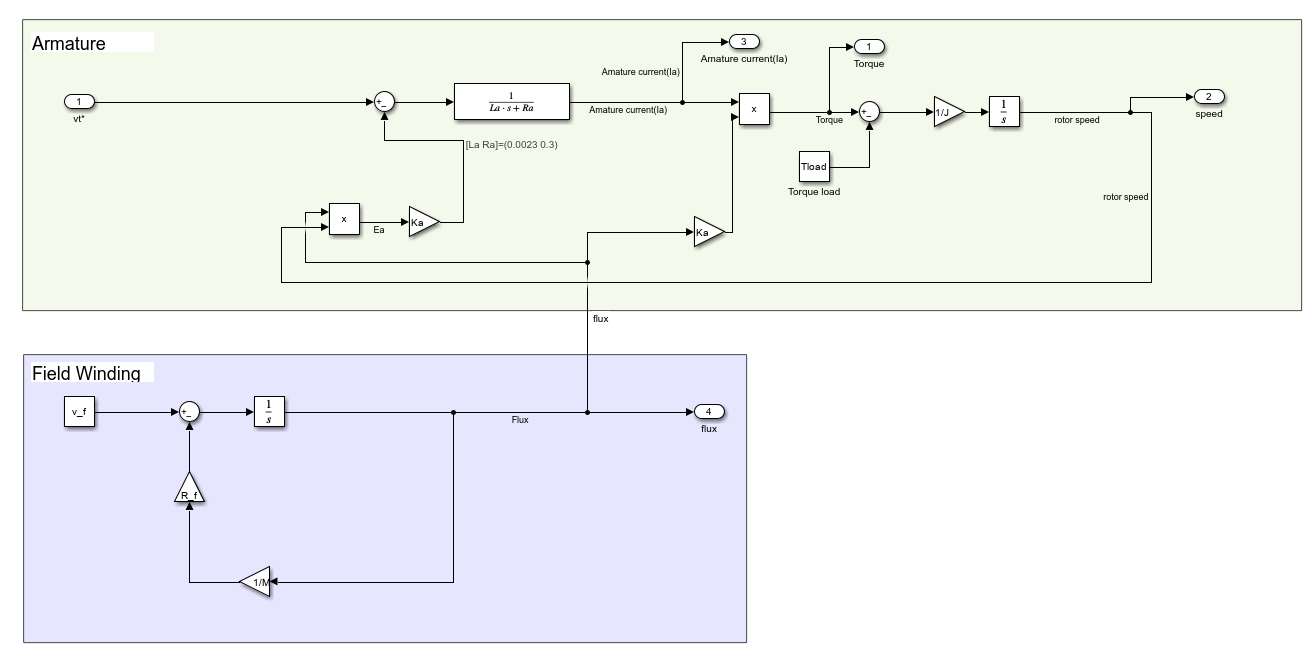 Armature
3
Amature current(Ia)
1
Torque
Amature current(Ia)
1
vt*
+_
1
La · s + Ra
Amature current(Ia)
x
Torque
+_
1/J
1
s
rotor speed
2
speed
[La Ra]=(0.0023 0.3)
Tload
Torque load
rotor speed
x
Ea
Ka
Ka
flux
Field Winding
v_f
+_
1
s
Flux
4
flux
R_f
1/M